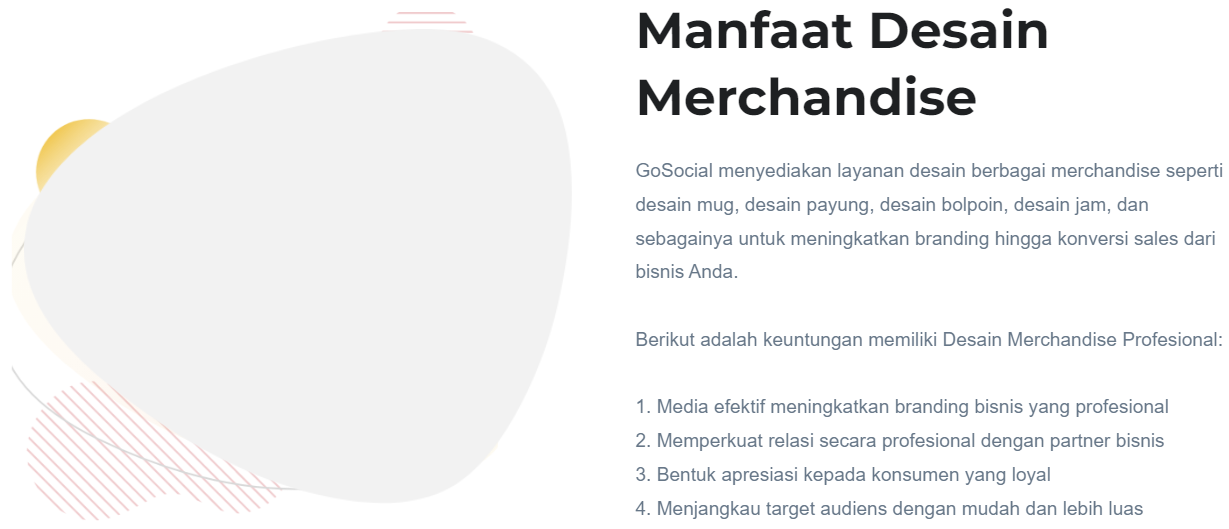 Manfaat Desain
Merchandise
GoSocial menyediakan layanan desain berbagai merchandise seperti
desain mug, desain payung, desain bolpoin, desain jam, dan
sebagainya untuk meningkatkan branding hingga konversi sales dari
bisnis Anda.
Berikut adalah keuntungan memiliki Desain Merchandise Profesional:
1. Media efektif meningkatkan branding bisnis yang profesional
2. Memperkuat relasi secara profesional dengan partner bisnis
3. Bentuk apresiasi kepada konsumen yang loyal
4. Menjangkau target audiens dengan mudah dan lebih luas